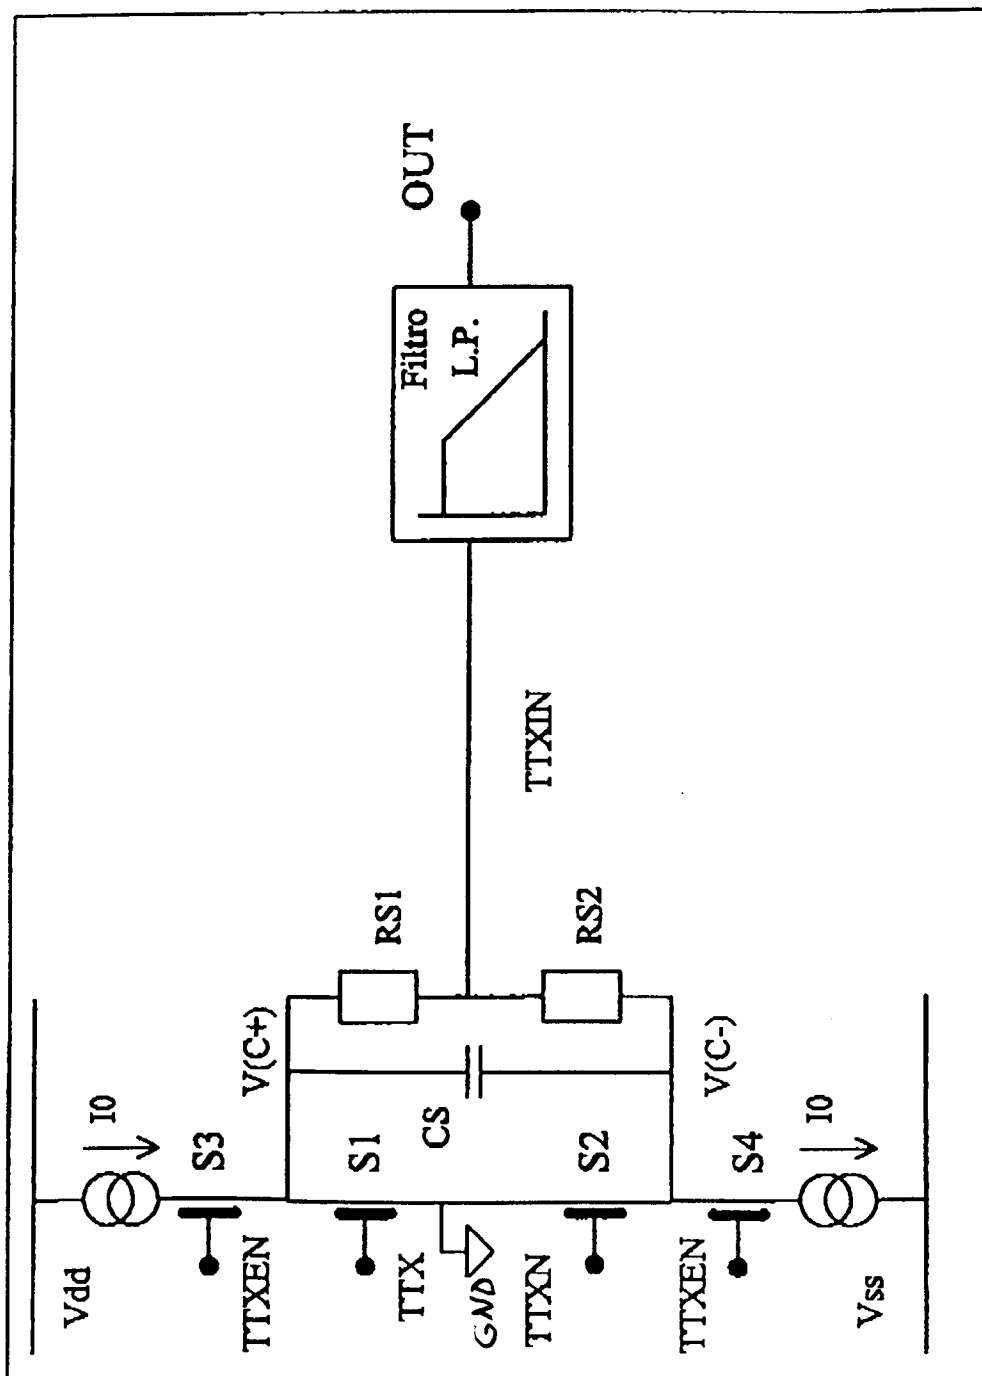 Vdd
I0
TTXEN
S3
V(C+)
TTX
S1
CS
RS1
GND
TTXIN
Filtro
L.P.
OUT
TTXN
S2
RS2
TTXEN
S4
V(C-)
I0
Vss